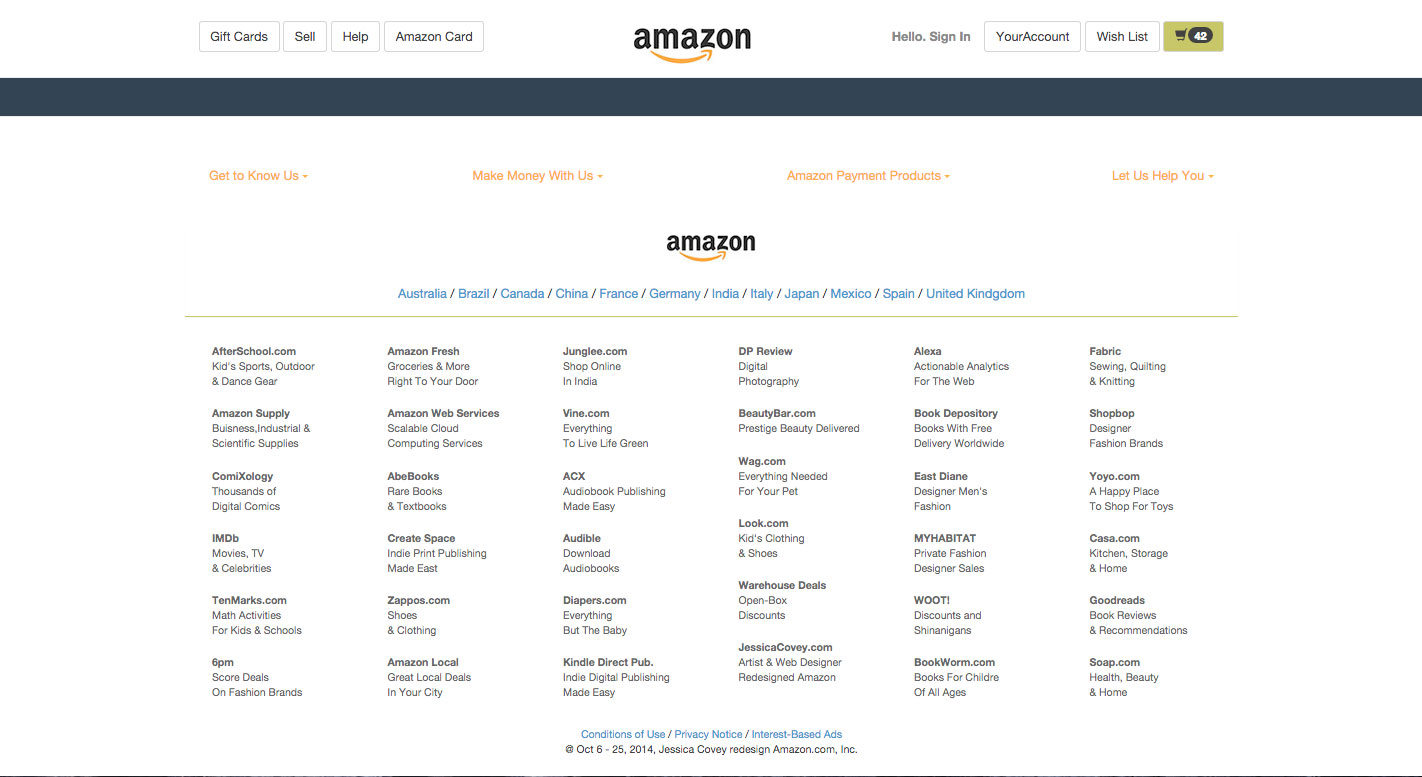 Gift Cards Sell Help Amazon Card amazon Hello. Sign In YourAccount Wish List 42
Get to Know Us Make Money With Us Amazon Payment Products Let Us Help You
amazon
Australia / Brazil / Canada / China / France / Germany / India / Italy / Japan / Mexico / Spain / United Kindgdom
AfterSchool.com
Kid's Sports, Outdoor
& Dance Gear
Amazon Supply
Buisness,Industrial &
Scientific Supplies
ComiXology
Thousands of
Digital Comics
IMDb
Movies, TV
& Celebrities
TenMarks.com
Math Activities
For Kids & Schools
6pm
Score Deals
On Fashion Brands
Amazon Fresh
Groceries & More
Right To Your Door
Amazon Web Services
Scalable Cloud
Computing Services
AbeBooks
Rare Books
& Textbooks
Create Space
Indie Print Publishing
Made East
Zappos.com
Shoes
& Clothing
Amazon Local
Great Local Deals
In Your City
Junglee.com
Shop Online
In India
Vine.com
Everything
To Live Life Green
ACX
Audiobook Publishing
Made Easy
Audible
Download
Audiobooks
Diapers.com
Everything
But The Baby
Kindle Direct Pub.
Indie Digital Publishing
Made Easy
DP Review
Digital
Photography
BeautyBar.com
Prestige Beauty Delivered
Wag.com
Everything Needed
For Your Pet
Look.com
Kid's Clothing
& Shoes
Warehouse Deals
Open-Box
Discounts
JessicaCovey.com
Artist & Web Designer
Redesigned Amazon
Alexa
Actionable Analytics
For The Web
Book Depository
Books With Free
Delivery Worldwide
East Diane
Designer Men's
Fashion
MYHABITAT
Private Fashion
Designer Sales
WOOT!
Discounts and
Shinanigans
BookWorm.com
Books For Childre
Of All Ages
Fabric
Sewing, Quilting
& Knitting
Shopbop
Designer
Fashion Brands
Yoyo.com
A Happy Place
To Shop For Toys
Casa.com
Kitchen, Storage
& Home
Goodreads
Book Reviews
& Recommendations
Soap.com
Health, Beauty
& Home
Conditions of Use / Privacy Notice / Interest-Based Ads
@ Oct 6 - 25, 2014, Jessica Covey redesign Amazon.com, Inc.